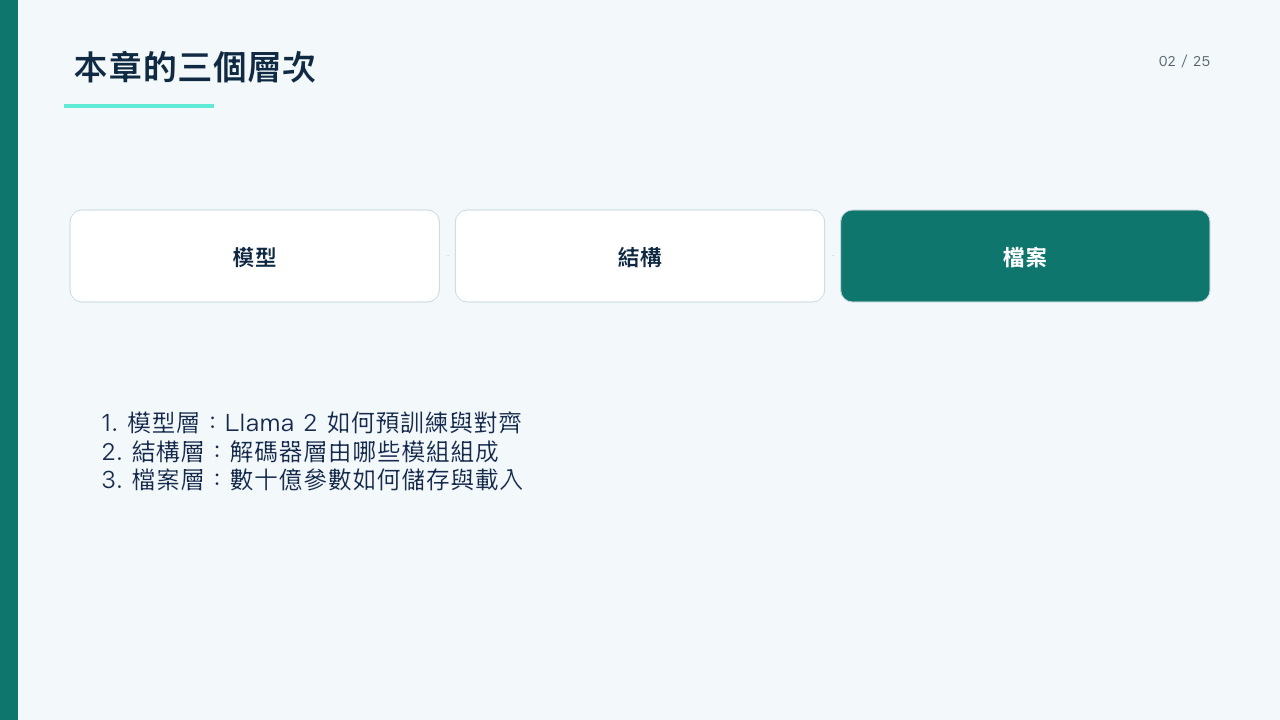 本章的三個層次
02 / 25
模型
結構
檔案
1. 模型層：Llama 2 如何預訓練與對齊
2. 結構層：解碼器層由哪些模組組成
3. 檔案層：數十億參數如何儲存與載入